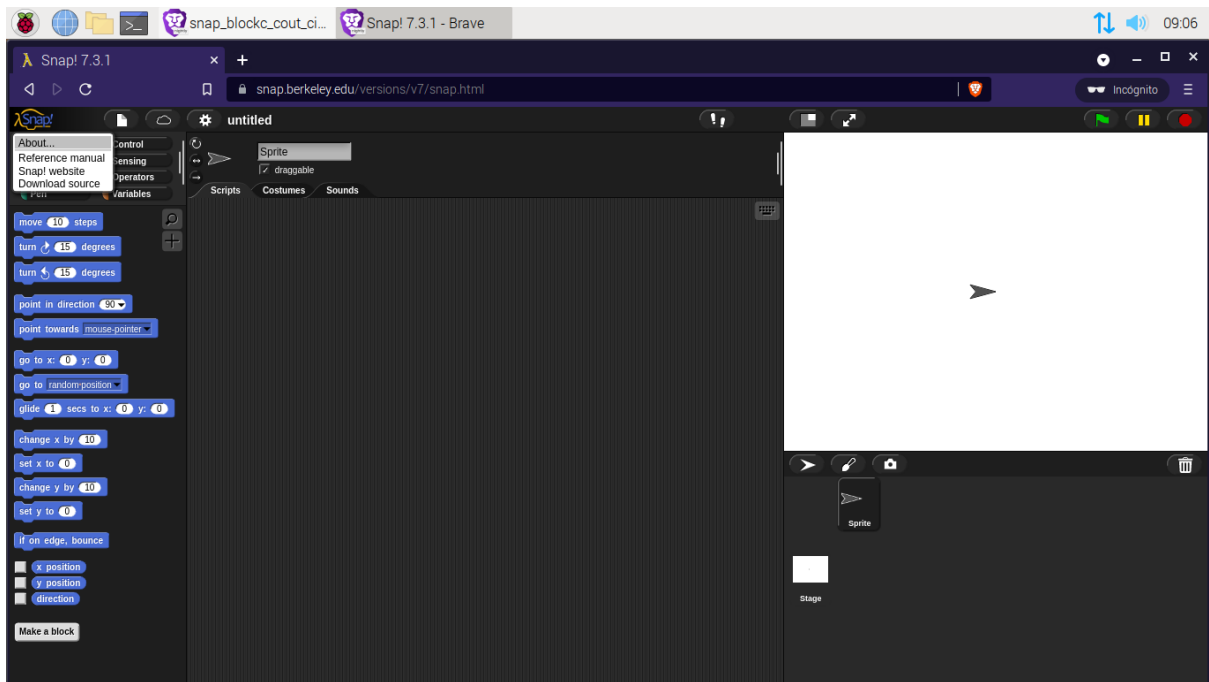 snap_blockc_cout_ci... Snap! 7.3.1 - Brave 09:06
Snap! 7.3.1
snap.berkeley.edu/versions/v7/snap.html Incógnito
Snap! untitled
About...
Reference manual
Snap! website
Download source
Control
Sensing
Operators
Pen Variables
Sprite
draggable
Scripts Costumes Sounds
move 10 steps
turn 15 degrees
turn 15 degrees
point in direction 90
point towards mouse-pointer
go to x: 0 y: 0
go to random position
glide 1 secs to x: 0 y: 0
change x by 10
set x to 0
change y by 10
set y to 0
if on edge, bounce
x position
y position
direction
Make a block
Sprite
Stage